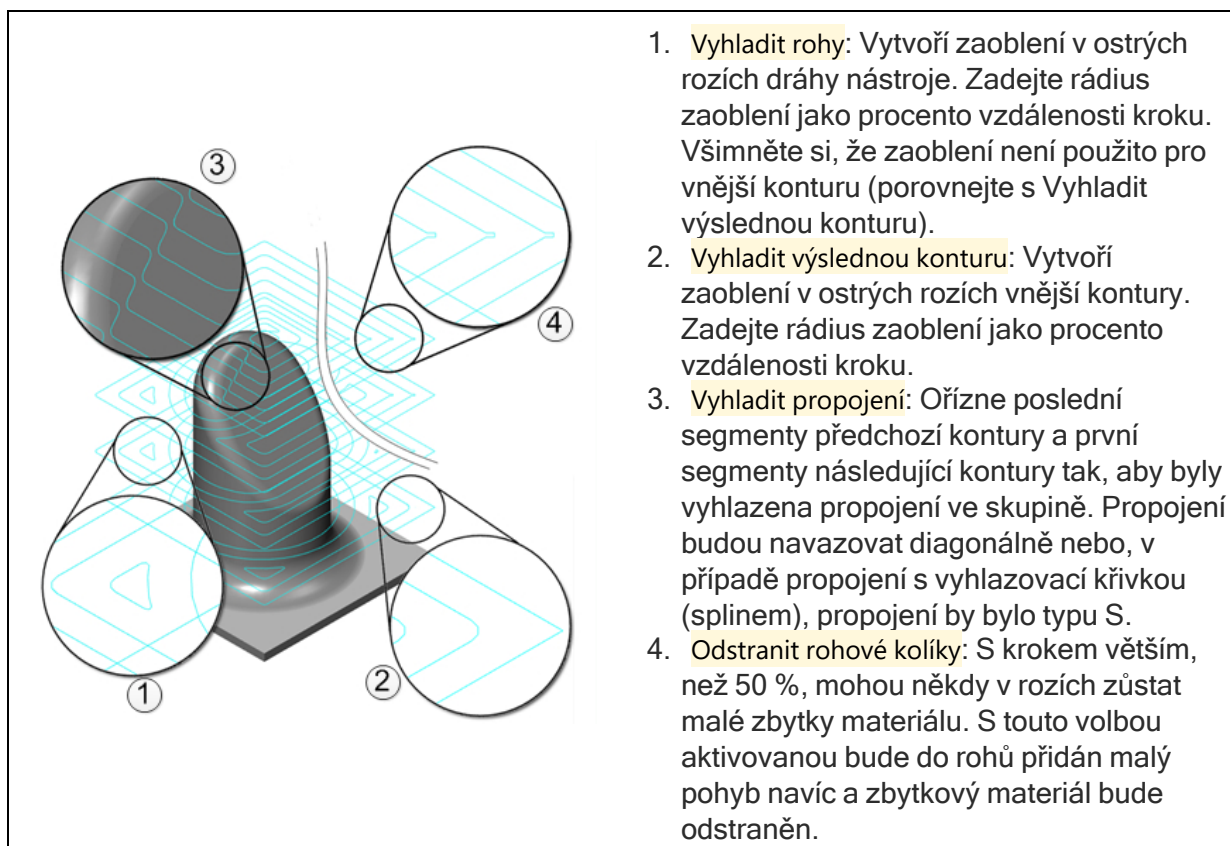 1. Vyhladit rohy: Vytvoří zaoblení v ostrých
rozích dráhy nástroje. Zadejte rádius
zaoblení jako procento vzdálenosti kroku.
Všimněte si, že zaoblení není použito pro
vnější konturu (porovnejte s Vyhladit
výslednou konturu).
2. Vyhladit výslednou konturu: Vytvoří
zaoblení v ostrých rozích vnější kontury.
Zadejte rádius zaoblení jako procento
vzdálenosti kroku.
3. Vyhladit propojení: Ořízne poslední
segmenty předchozí kontury a první
segmenty následující kontury tak, aby byly
vyhlazena propojení ve skupině. Propojení
budou navazovat diagonálně nebo, v
případě propojení s vyhlazovací křivkou
(splinem), propojení by bylo typu S.
4. Odstranit rohové kolíky: S krokem větším,
než 50 %, mohou někdy v rozích zůstat
malé zbytky materiálu. S touto volbou
aktivovanou bude do rohů přidán malý
pohyb navíc a zbytkový materiál bude
odstraněn.
3
4
2
1